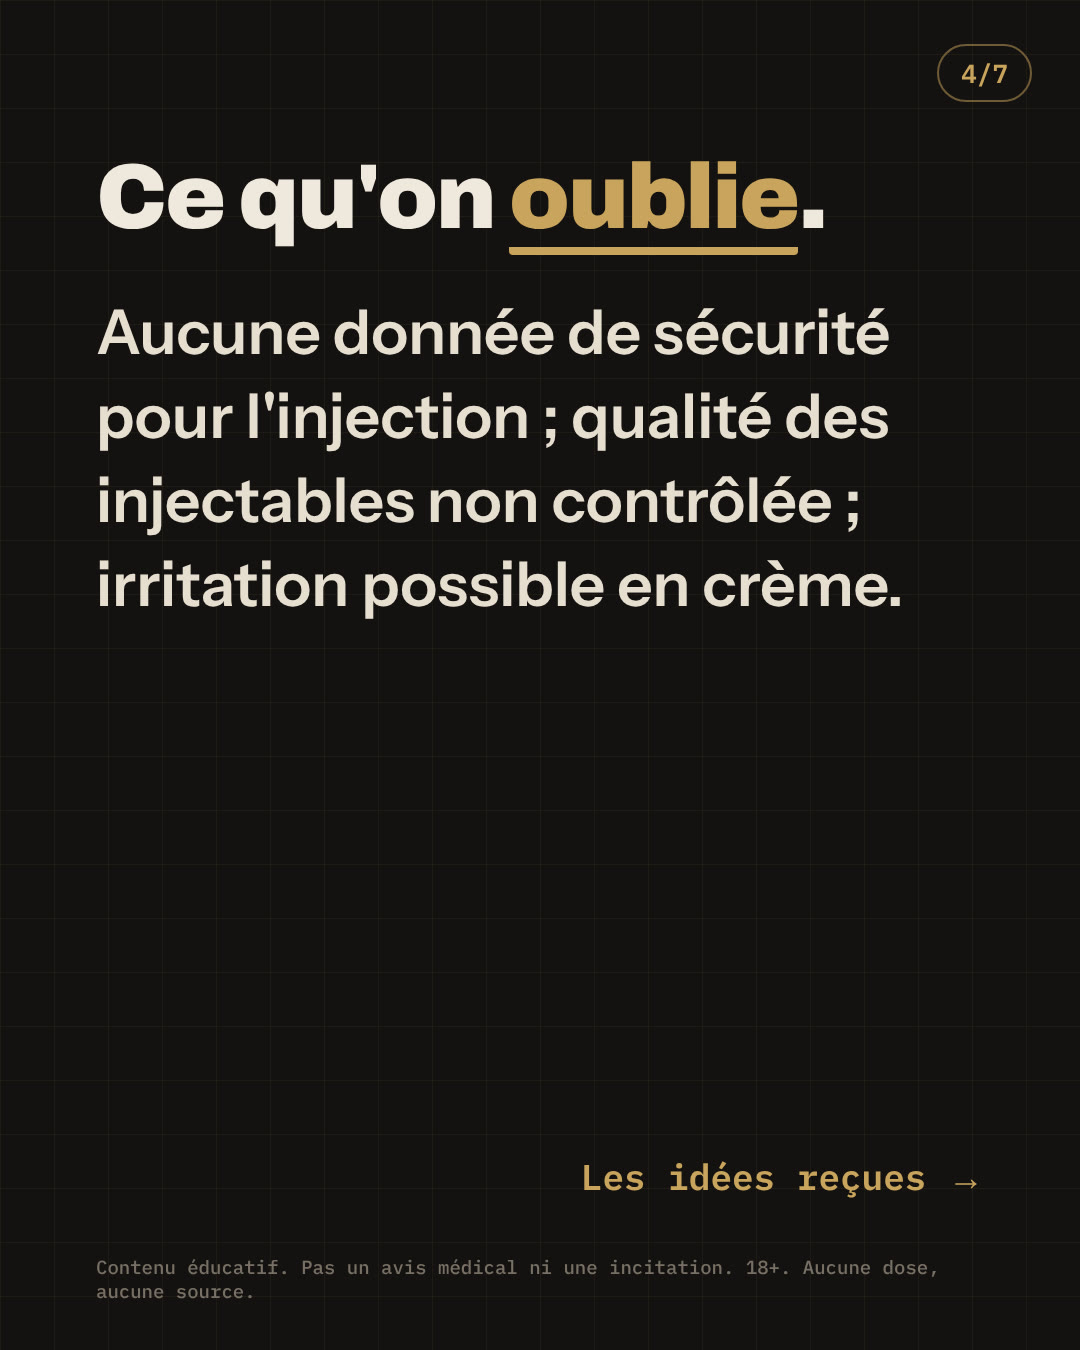 4/7
Ce qu'on oublie.
Aucune donnée de sécurité
pour l'injection ; qualité des
injectables non contrôlée ;
irritation possible en crème.
Les idées reçues →
Contenu éducatif. Pas un avis médical ni une incitation. 18+. Aucune dose,
aucune source.